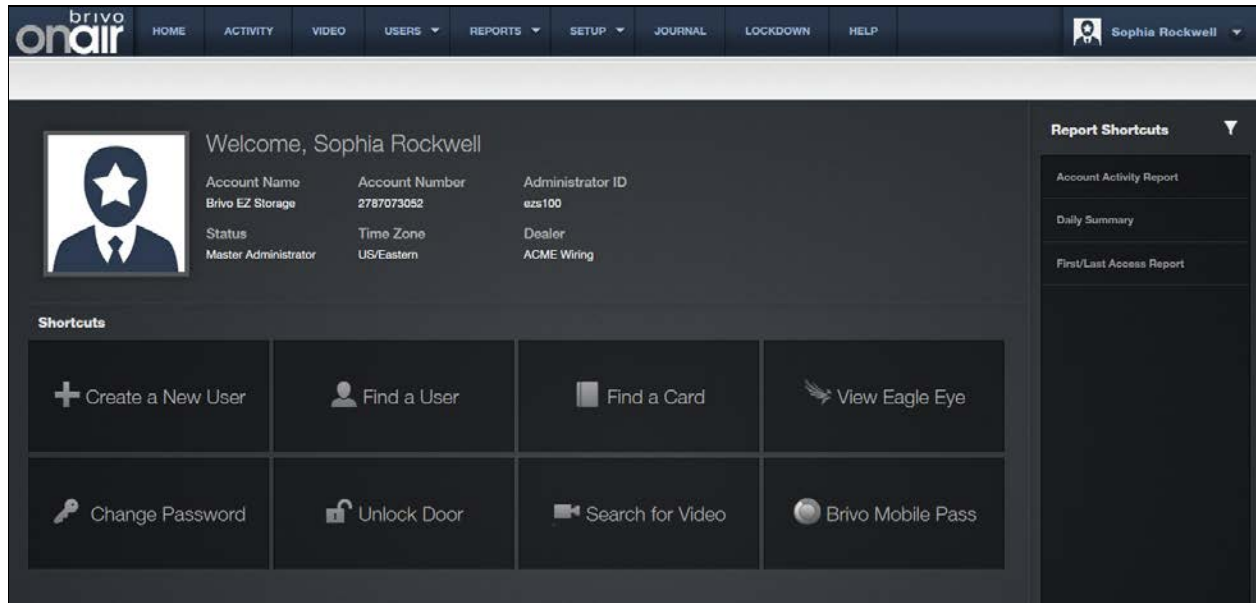 brivo
onair
HOME ACTIVITY VIDEO USERS REPORTS SETUP JOURNAL LOCKDOWN HELP Sophia Rockwell
Welcome, Sophia Rockwell
Account Name Account Number Administrator ID
Brivo EZ Storage 2787073052 ezs100
Status Time Zone Dealer
Master Administrator US/Eastern ACME Wiring
Shortcuts
Create a New User Find a User Find a Card View Eagle Eye
Change Password Unlock Door Search for Video Brivo Mobile Pass
Report Shortcuts
Account Activity Report
Daily Summary
First/Last Access Report